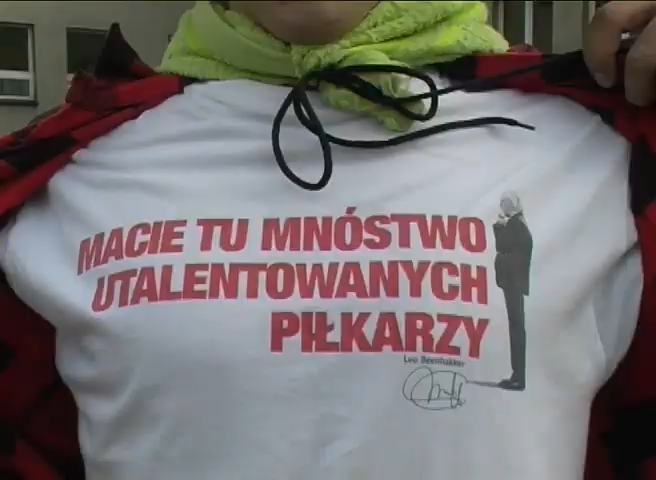 MACIE TU MNÓSTWO
UTALENTOWANYCH
PIŁKARZY
Leo Beenhakker